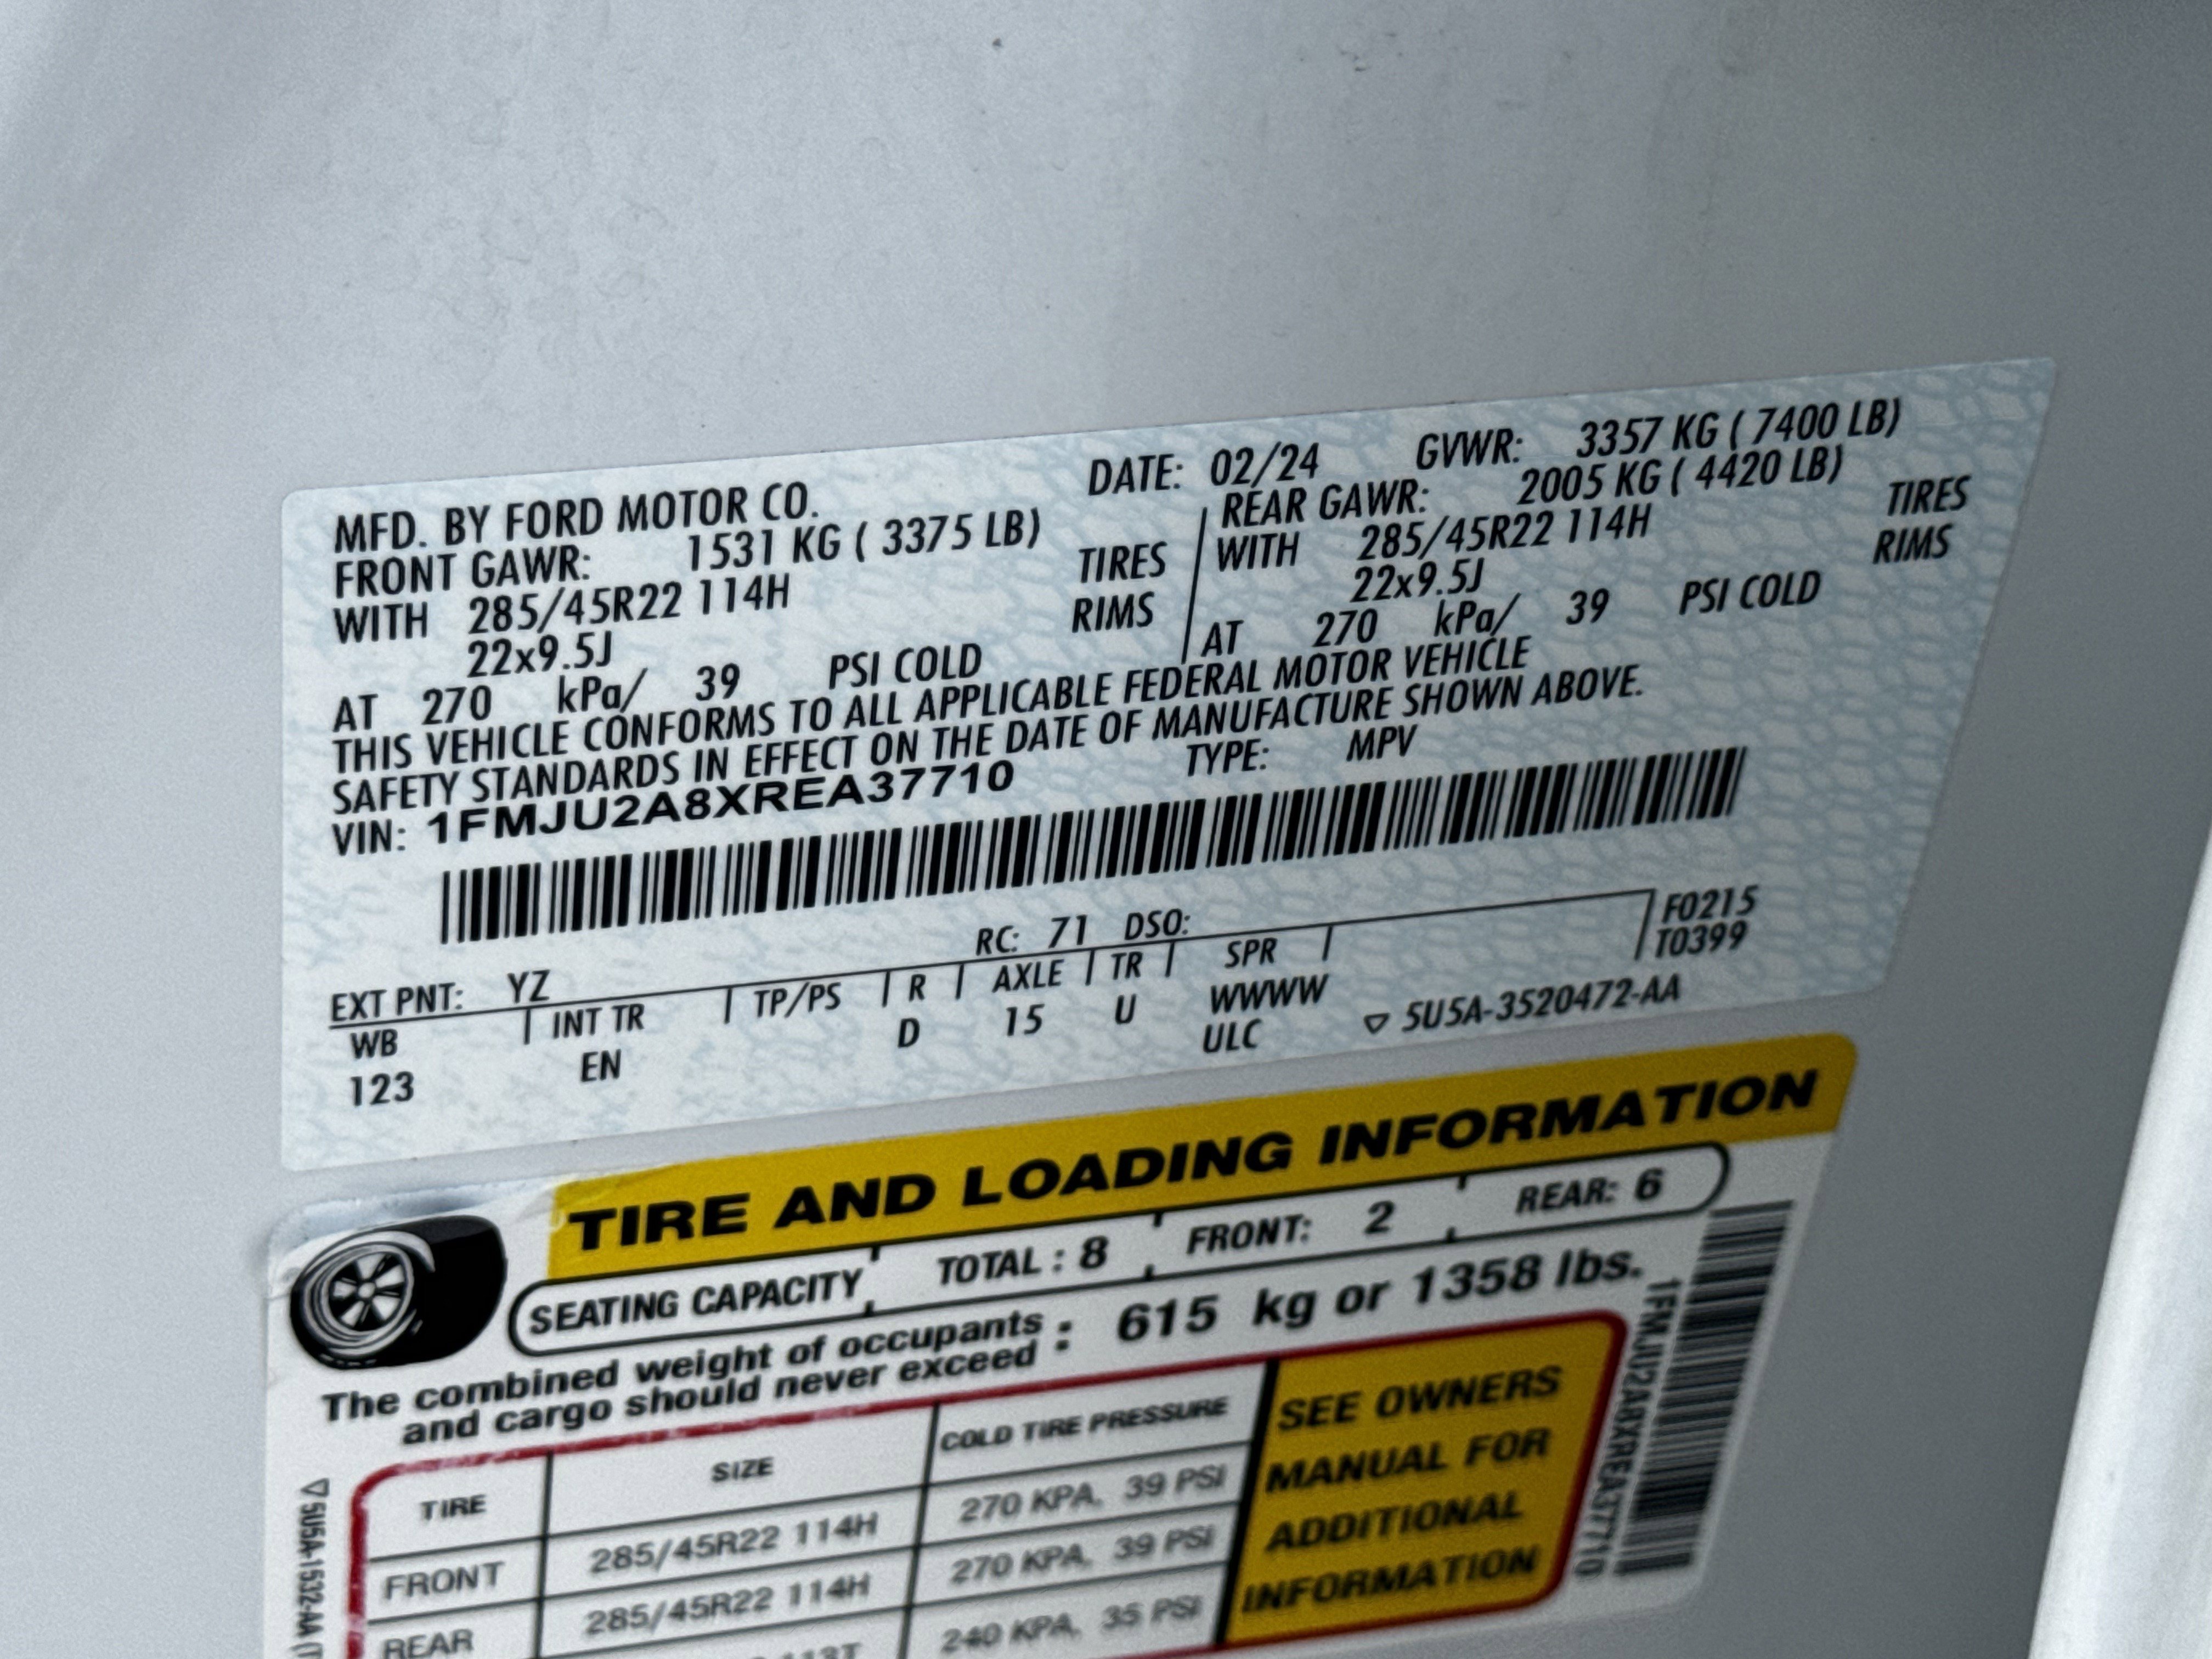 MFD. BY FORD MOTOR CO. DATE: 02/24 GVWR: 3357 KG ( 7400 LB)
FRONT GAWR: 1531 KG ( 3375 LB) REAR GAWR: 2005 KG ( 4420 LB)
WITH 285/45R22 114H TIRES WITH 285/45R22 114H TIRES
22x9.5J RIMS 22x9.5J RIMS
AT 270 kPa/ 39 PSI COLD AT 270 kPa/ 39 PSI COLD
THIS VEHICLE CONFORMS TO ALL APPLICABLE FEDERAL MOTOR VEHICLE
SAFETY STANDARDS IN EFFECT ON THE DATE OF MANUFACTURE SHOWN ABOVE.
VIN: 1FMJU2A8XREA37710 TYPE: MPV
EXT PNT: YZ RC: 71 DSO: F0215
WB INT TR TP/PS R AXLE TR SPR T0399
123 EN D 15 U WWWW
ULC ▽ 5U5A-3520472-AA
TIRE AND LOADING INFORMATION
SEATING CAPACITY TOTAL : 8 FRONT: 2 REAR: 6
The combined weight of occupants
and cargo should never exceed : 615 kg or 1358 lbs.
TIRE SIZE COLD TIRE PRESSURE
FRONT 285/45R22 114H 270 KPA, 39 PSI
REAR 285/45R22 114H 270 KPA, 39 PSI
113T 240 KPA, 35 PSI
SEE OWNERS
MANUAL FOR
ADDITIONAL
INFORMATION
1FMJU2A8XREA37710
▽5U5A-1532-AA